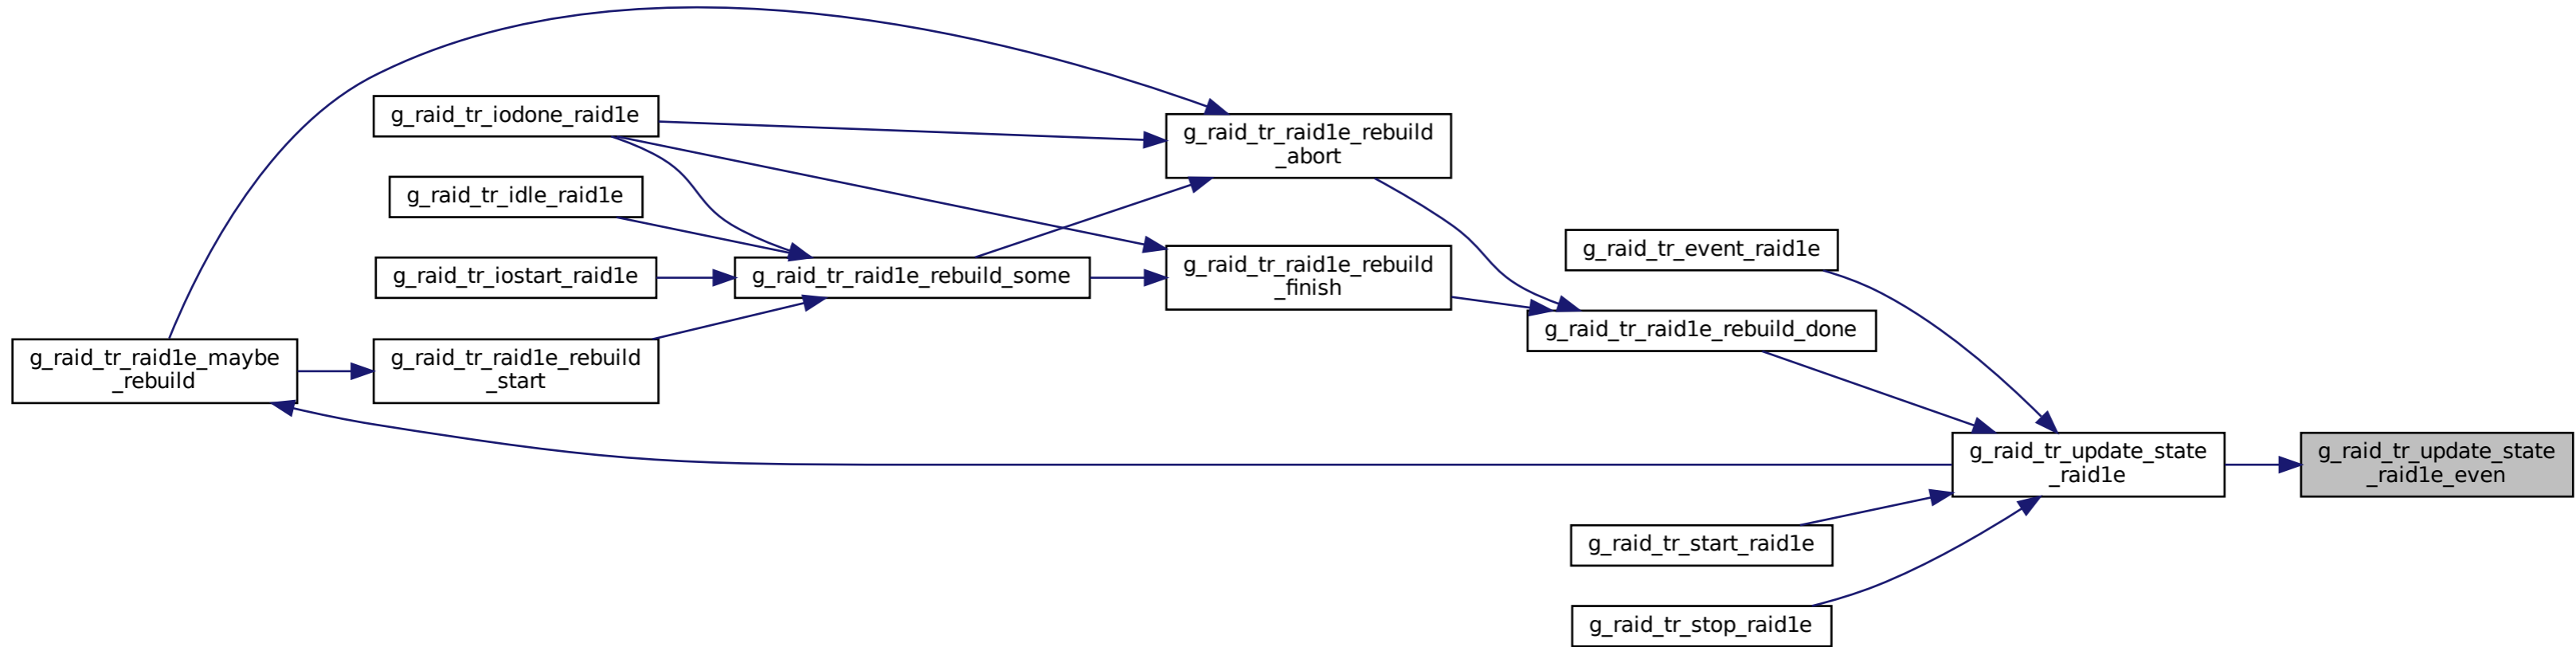 g_raid_tr_iodone_raid1e
g_raid_tr_raid1e_rebuild
_abort
g_raid_tr_idle_raid1e
g_raid_tr_event_raid1e
g_raid_tr_iostart_raid1e
g_raid_tr_raid1e_rebuild_some
g_raid_tr_raid1e_rebuild
_finish
g_raid_tr_raid1e_rebuild_done
g_raid_tr_raid1e_maybe
_rebuild
g_raid_tr_raid1e_rebuild
_start
g_raid_tr_update_state
_raid1e
g_raid_tr_update_state
_raid1e_even
g_raid_tr_start_raid1e
g_raid_tr_stop_raid1e